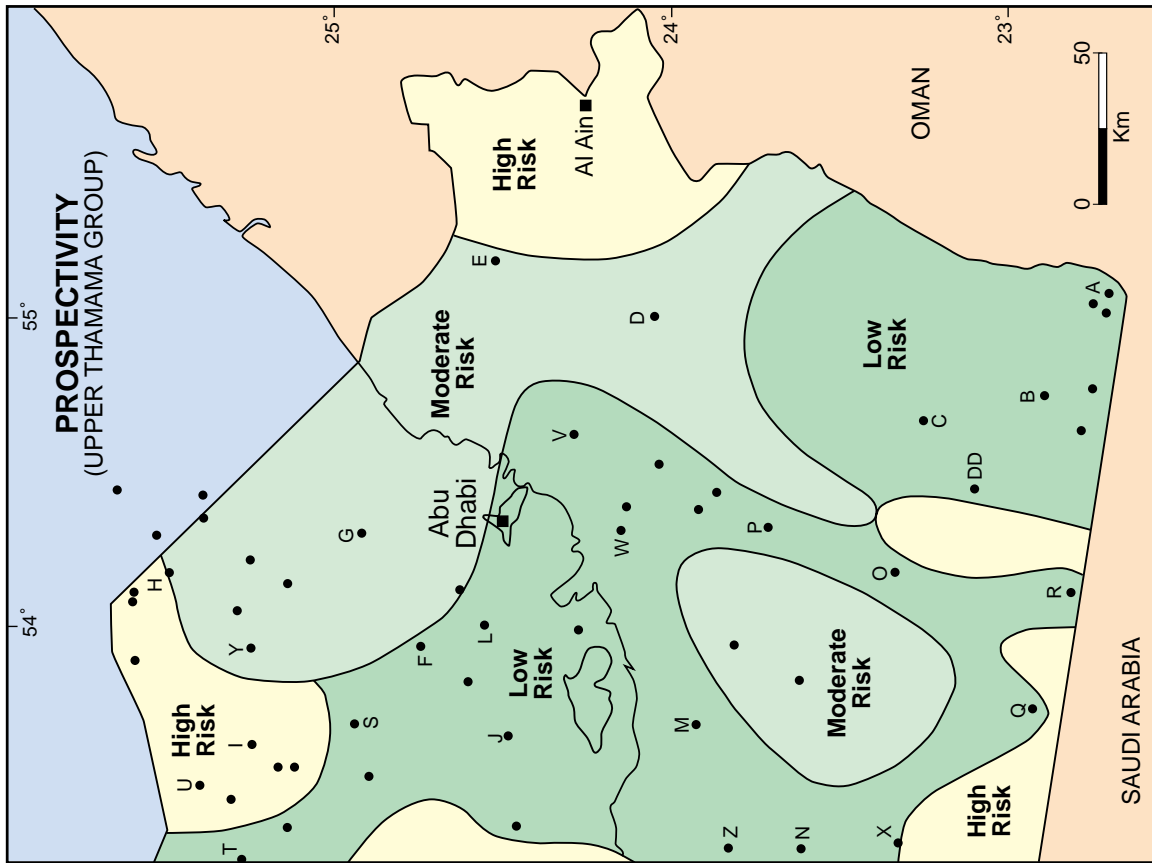 PROSPECTIVITY
(UPPER THAMAMA GROUP)
54°
55°
25°
24°
23°
H
Y
G
U
I
High
Risk
T
S
F
L
J
Low
Risk
Abu
Dhabi
Moderate
Risk
E
High
Risk
Al Ain
V
D
W
M
P
Z
N
X
O
Moderate
Risk
Low
Risk
C
DD
B
A
R
Q
High
Risk
OMAN
SAUDI ARABIA
0
50
Km